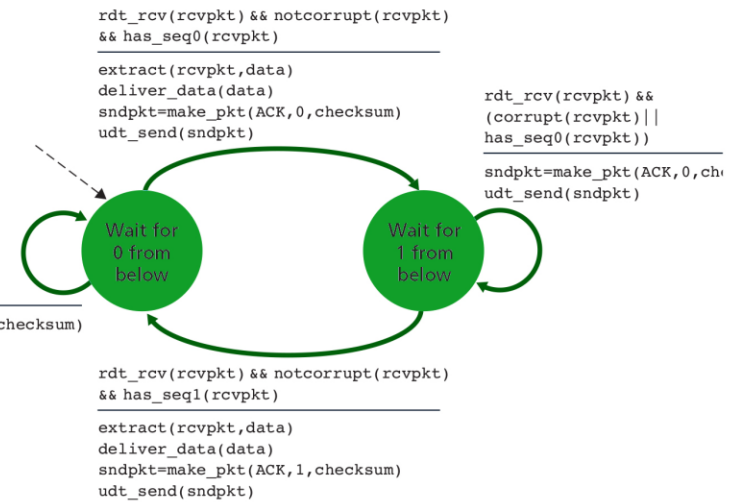 rdt_rcv(rcvpkt) && notcorrupt(rcvpkt)
&& has_seq0(rcvpkt)
extract(rcvpkt,data)
deliver_data(data)
sndpkt=make_pkt(ACK,0,checksum)
udt_send(sndpkt)
rdt_rcv(rcvpkt) &&
(corrupt(rcvpkt)||
has_seq0(rcvpkt))
sndpkt=make_pkt(ACK,0,che
udt_send(sndpkt)
Wait for
0 from
below
Wait for
1 from
below
checksum)
rdt_rcv(rcvpkt) && notcorrupt(rcvpkt)
&& has_seq1(rcvpkt)
extract(rcvpkt,data)
deliver_data(data)
sndpkt=make_pkt(ACK,1,checksum)
udt_send(sndpkt)